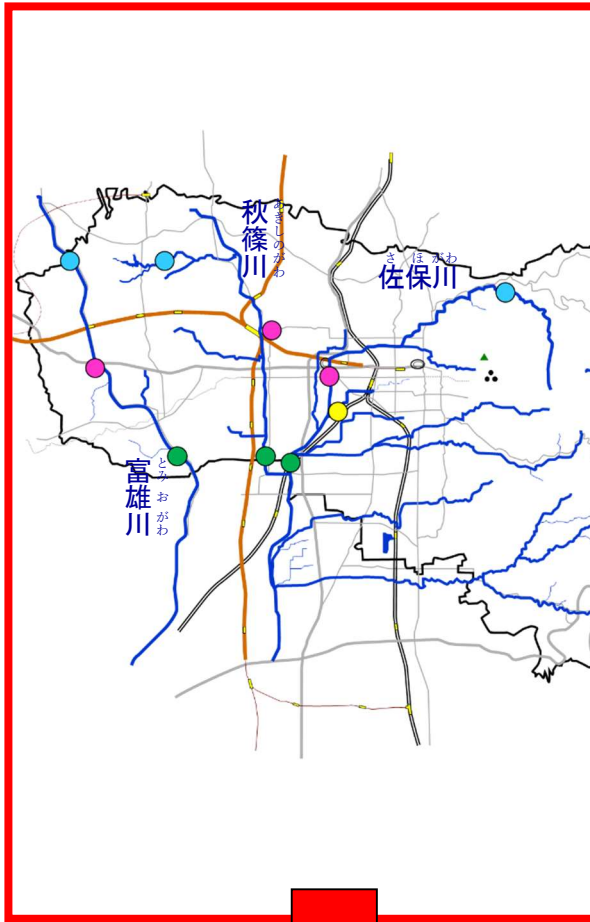 秋篠川
あきしのがわ
佐保川
さほがわ
富雄川
とみおがわ